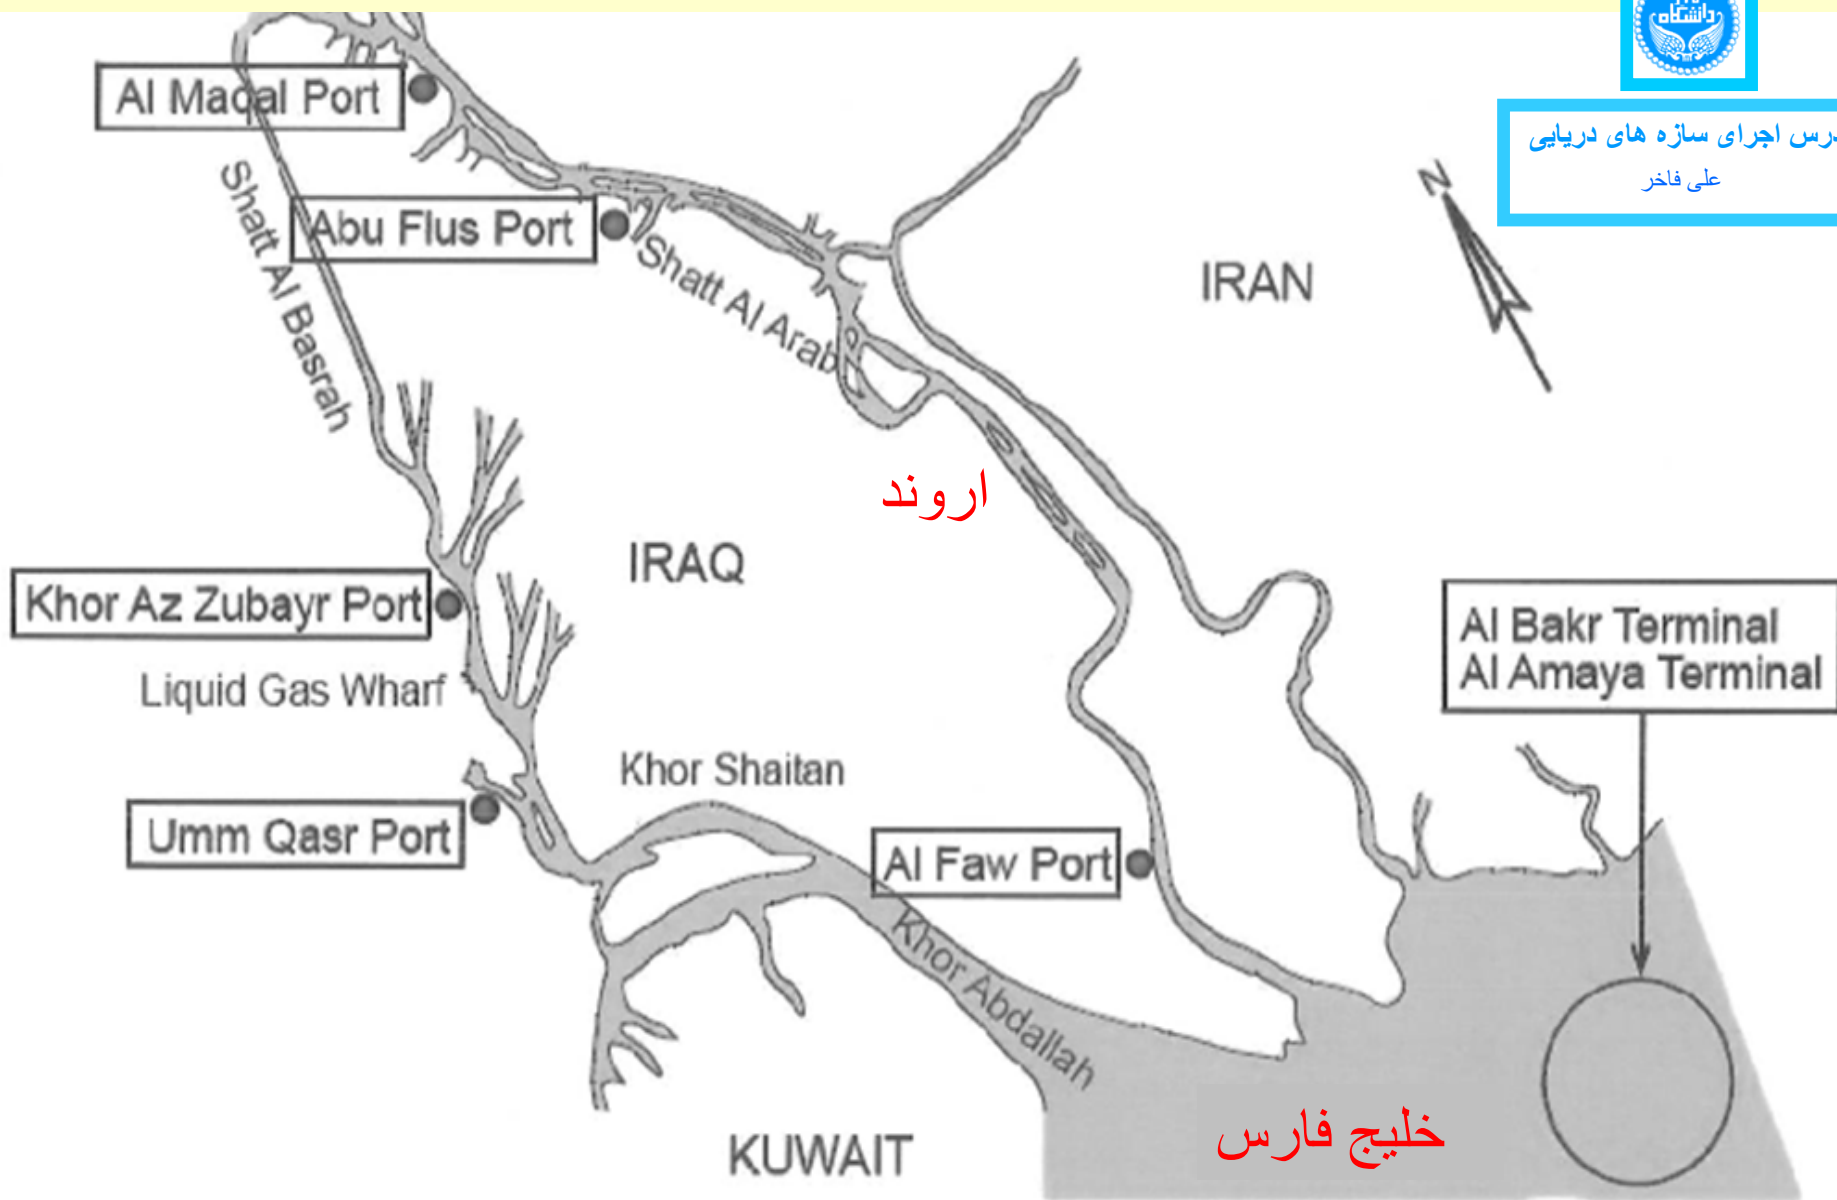 دانشگاه
درس اجرای سازه های دریایی
علی فاخر
Al Maqal Port
Shatt Al Basrah
Abu Flus Port
Shatt Al Arab
IRAN
N
اروند
IRAQ
Khor Az Zubayr Port
Liquid Gas Wharf
Al Bakr Terminal
Al Amaya Terminal
Khor Shaitan
Umm Qasr Port
Al Faw Port
Khor Abdallah
خلیج فارس
KUWAIT